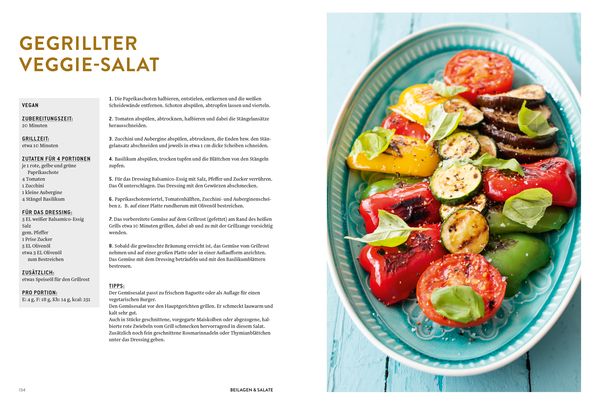 GEGRILLTER
VEGGIE-SALAT
VEGAN
ZUBEREITUNGSZEIT:
20 Minuten
GRILLZEIT:
etwa 10 Minuten
ZUTATEN FÜR 4 PORTIONEN
je 1 rote, gelbe und grüne
Paprikaschote
4 Tomaten
1 Zucchini
1 kleine Aubergine
4 Stängel Basilikum
FÜR DAS DRESSING:
3 EL weißer Balsamico-Essig
Salz
gem. Pfeffer
1 Prise Zucker
3 EL Olivenöl
etwa 3 EL Olivenöl
zum Bestreichen
ZUSÄTZLICH:
etwas Speiseöl für den Grillrost
PRO PORTION:
E: 4 g, F: 18 g, Kh: 14 g, kcal: 251
1. Die Paprikaschoten halbieren, entstielen, entkernen und die weißen
Scheidewände entfernen. Schoten abspülen, abtropfen lassen und vierteln.
2. Tomaten abspülen, abtrocknen, halbieren und dabei die Stängelansätze
herausschneiden.
3. Zucchini und Aubergine abspülen, abtrocknen, die Enden bzw. den Stän-
gelansatz abschneiden und jeweils in etwa 1 cm dicke Scheiben schneiden.
4. Basilikum abspülen, trocken tupfen und die Blättchen von den Stängeln
zupfen.
5. Für das Dressing Balsamico-Essig mit Salz, Pfeffer und Zucker verrühren.
Das Öl unterschlagen. Das Dressing mit den Gewürzen abschmecken.
6. Paprikaschotenviertel, Tomatenhälften, Zucchini- und Auberginenschei-
ben z. B. auf einer Platte rundherum mit Olivenöl bestreichen.
7. Das vorbereitete Gemüse auf dem Grillrost (gefettet) am Rand des heißen
Grills etwa 10 Minuten grillen, dabei ab und zu mit der Grillzange vorsichtig
wenden.
8. Sobald die gewünschte Bräunung erreicht ist, das Gemüse vom Grillrost
nehmen und auf einer großen Platte oder in einer Auflaufform anrichten.
Das Gemüse mit dem Dressing beträufeln und mit den Basilikumblättern
bestreuen.
TIPPS:
Der Gemüsesalat passt zu frischem Baguette oder als Auflage für einen
vegetarischen Burger.
Den Gemüsesalat vor den Hauptgerichten grillen. Er schmeckt lauwarm und
kalt sehr gut.
Auch in Stücke geschnittene, vorgegarte Maiskolben oder abgezogene, hal-
bierte rote Zwiebeln vom Grill schmecken hervorragend in diesem Salat.
Zusätzlich noch fein geschnittene Rosmarinnadeln oder Thymianblättchen
unter das Dressing geben.
134
BEILAGEN & SALATE